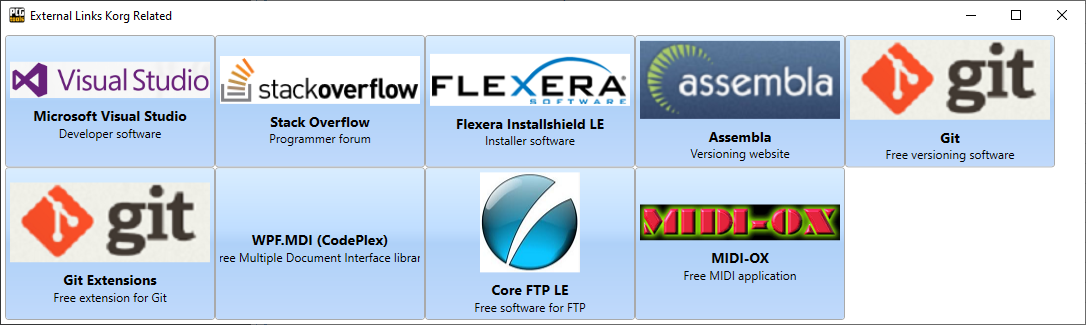 PCG tools External Links Korg Related
Visual Studio
Microsoft Visual Studio
Developer software
stackoverflow
Stack Overflow
Programmer forum
FLEXERA
SOFTWARE
Flexera Installshield LE
Installer software
assembla
Assembla
Versioning website
git
Git
Free versioning software
git
Git Extensions
Free extension for Git
WPF.MDI (CodePlex)
ree Multiple Document Interface librar
Core FTP LE
Free software for FTP
MIDI-OX
MIDI-OX
Free MIDI application